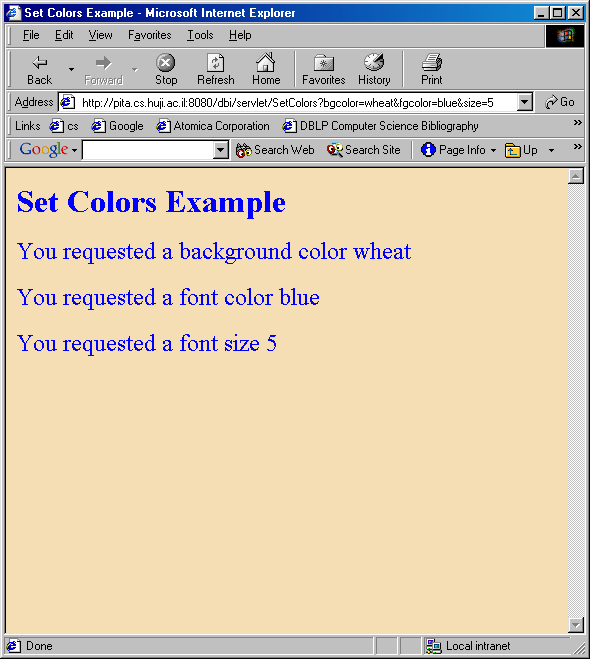 Set Colors Example - Microsoft Internet Explorer
File Edit View Favorites Tools Help
Back Forward Stop Refresh Home Favorites History Print
Address http://pita.cs.huji.ac.il:8080/dbi/servlet/SetColors?bgcolor=wheat&fgcolor=blue&size=5 Go
Links cs Google Atomica Corporation DBLP Computer Science Bibliography »
Google Search Web Search Site Page Info Up »
Set Colors Example
You requested a background color wheat
You requested a font color blue
You requested a font size 5
Done Local intranet